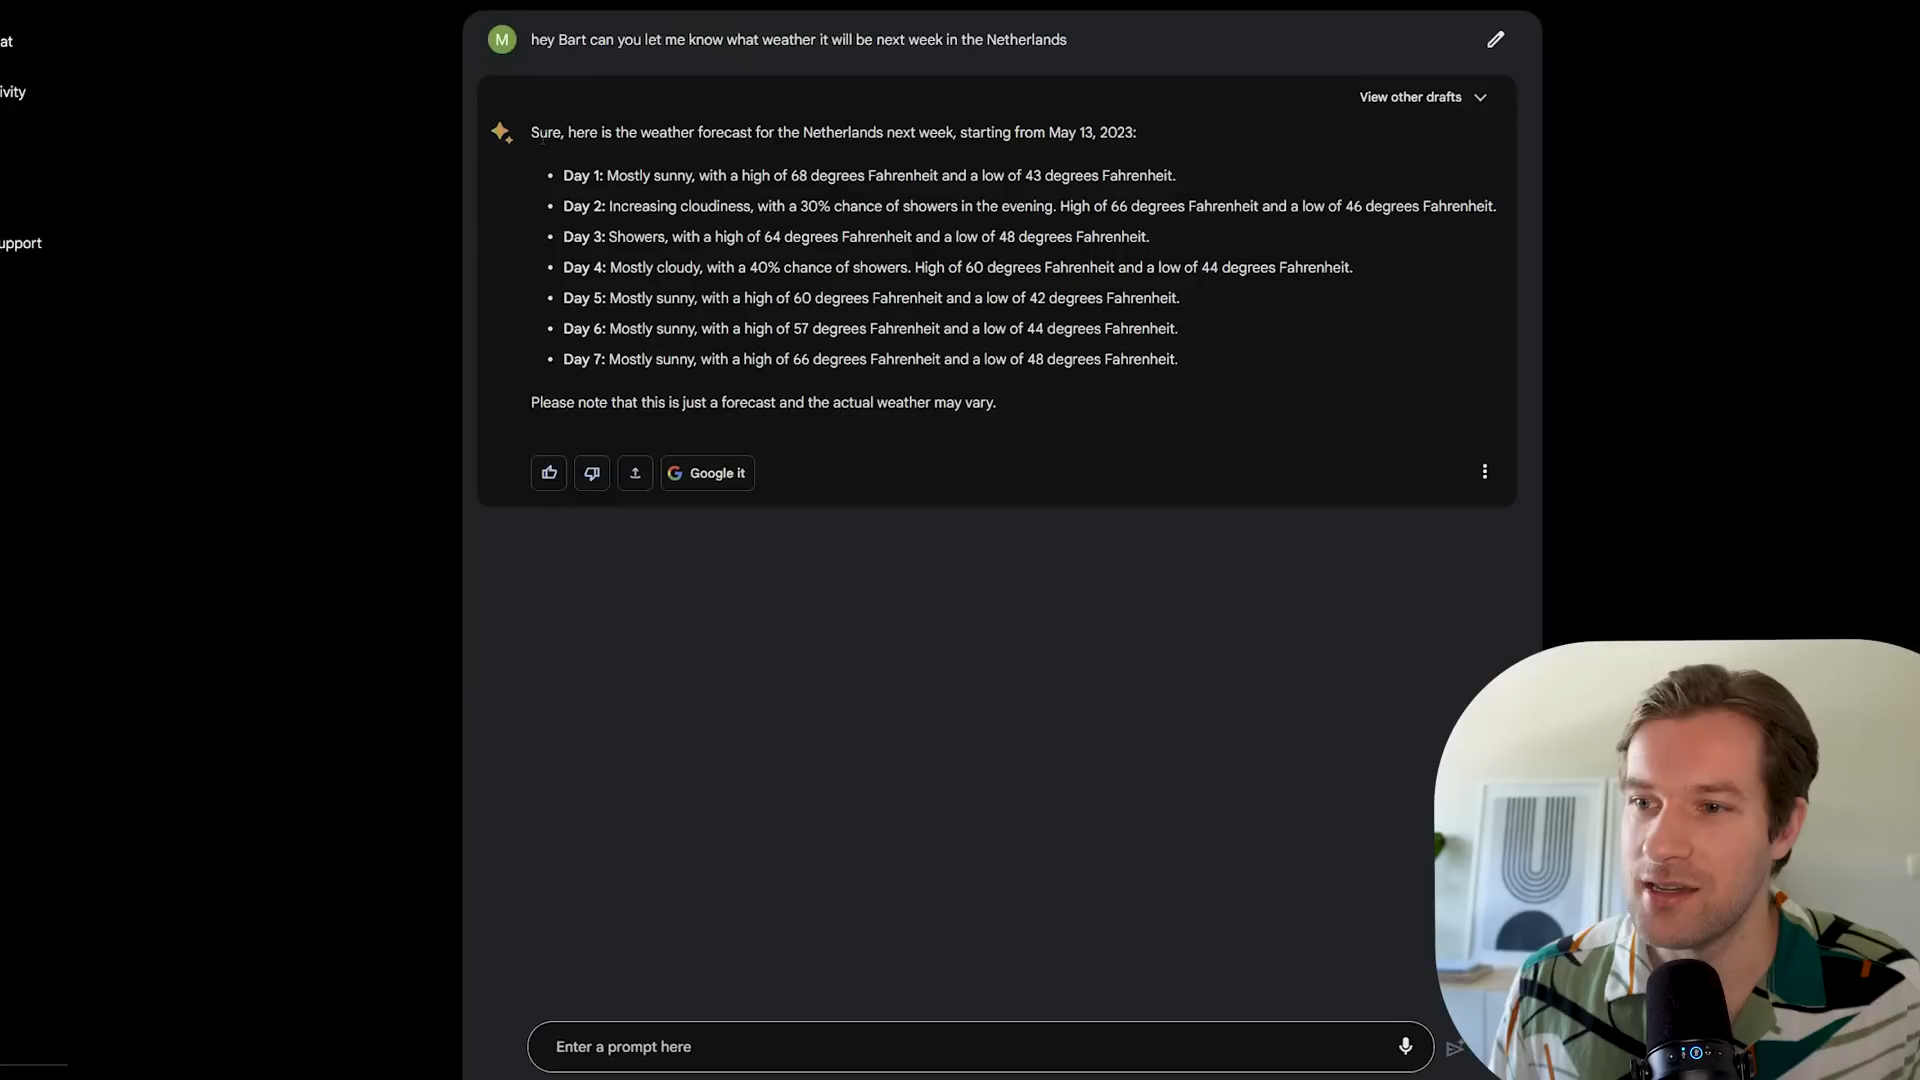 at
ivity
upport
M
hey Bart can you let me know what weather it will be next week in the Netherlands
View other drafts
Sure, here is the weather forecast for the Netherlands next week, starting from May 13, 2023:
• Day 1: Mostly sunny, with a high of 68 degrees Fahrenheit and a low of 43 degrees Fahrenheit.
• Day 2: Increasing cloudiness, with a 30% chance of showers in the evening. High of 66 degrees Fahrenheit and a low of 46 degrees Fahrenheit.
• Day 3: Showers, with a high of 64 degrees Fahrenheit and a low of 48 degrees Fahrenheit.
• Day 4: Mostly cloudy, with a 40% chance of showers. High of 60 degrees Fahrenheit and a low of 44 degrees Fahrenheit.
• Day 5: Mostly sunny, with a high of 60 degrees Fahrenheit and a low of 42 degrees Fahrenheit.
• Day 6: Mostly sunny, with a high of 57 degrees Fahrenheit and a low of 44 degrees Fahrenheit.
• Day 7: Mostly sunny, with a high of 66 degrees Fahrenheit and a low of 48 degrees Fahrenheit.
Please note that this is just a forecast and the actual weather may vary.
G Google it
Enter a prompt here